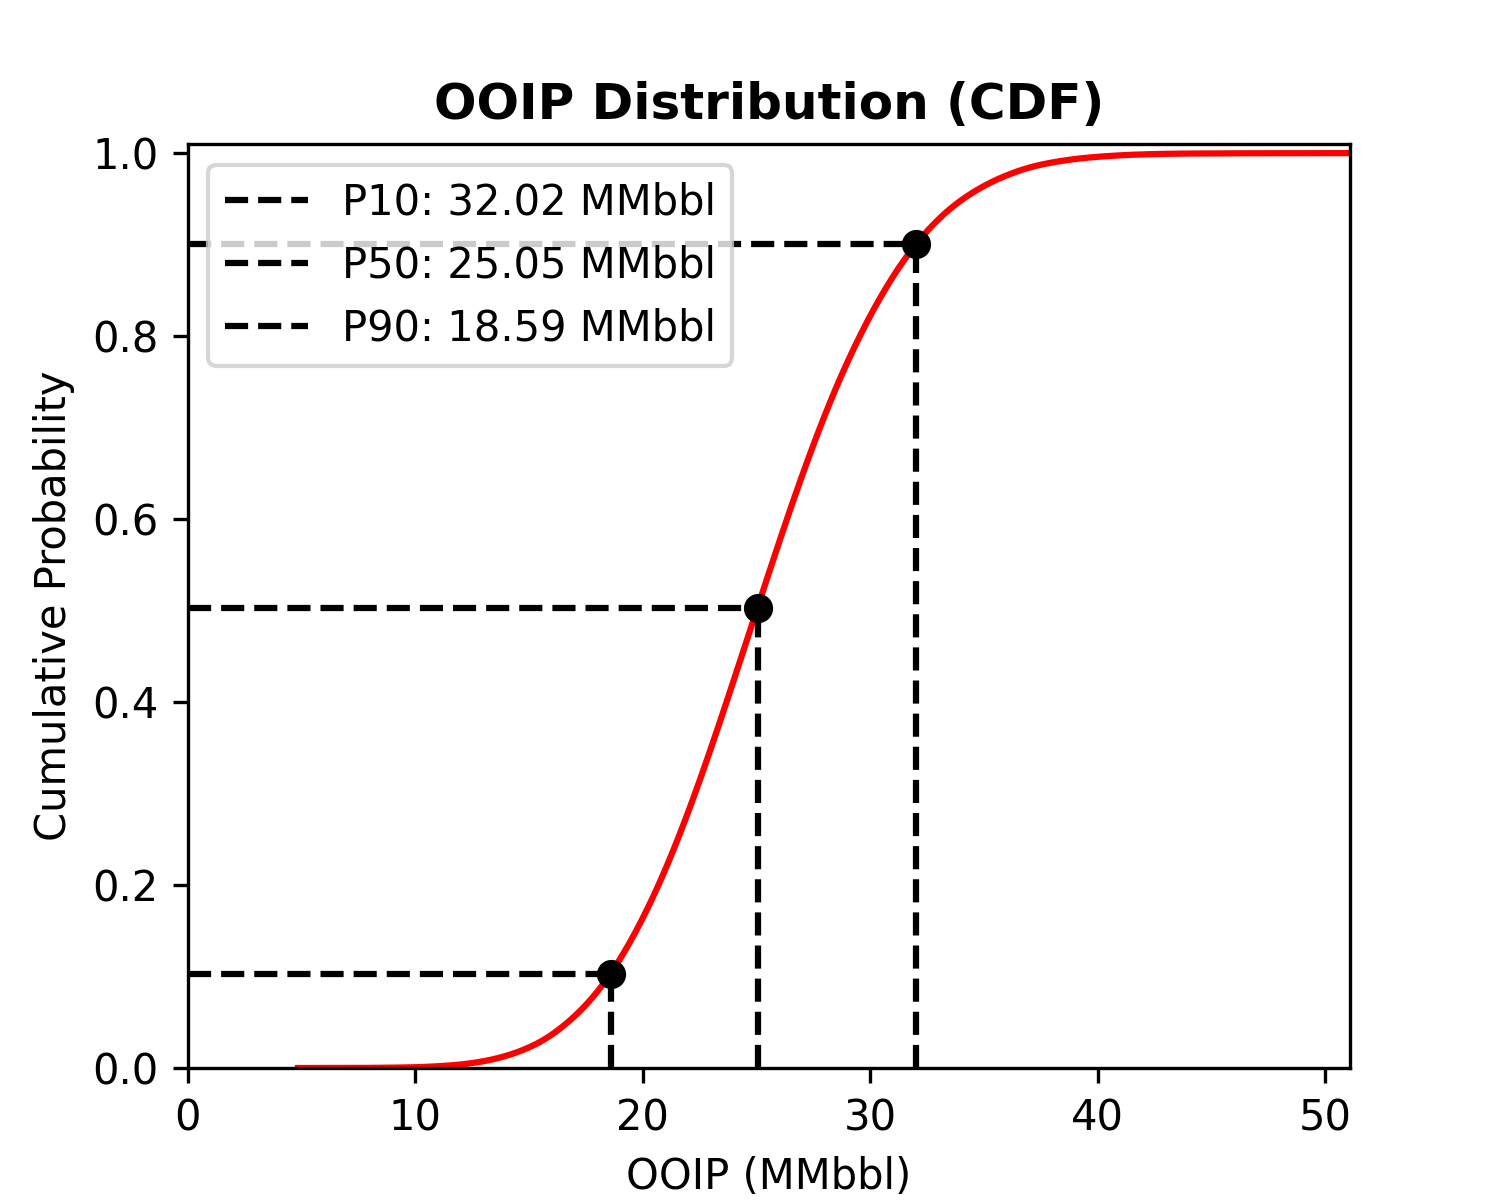 OOIP Distribution (CDF)
P10: 32.02 MMbbl
P50: 25.05 MMbbl
P90: 18.59 MMbbl
Cumulative Probability
1.0
0.8
0.6
0.4
0.2
0.0
0 10 20 30 40 50
OOIP (MMbbl)